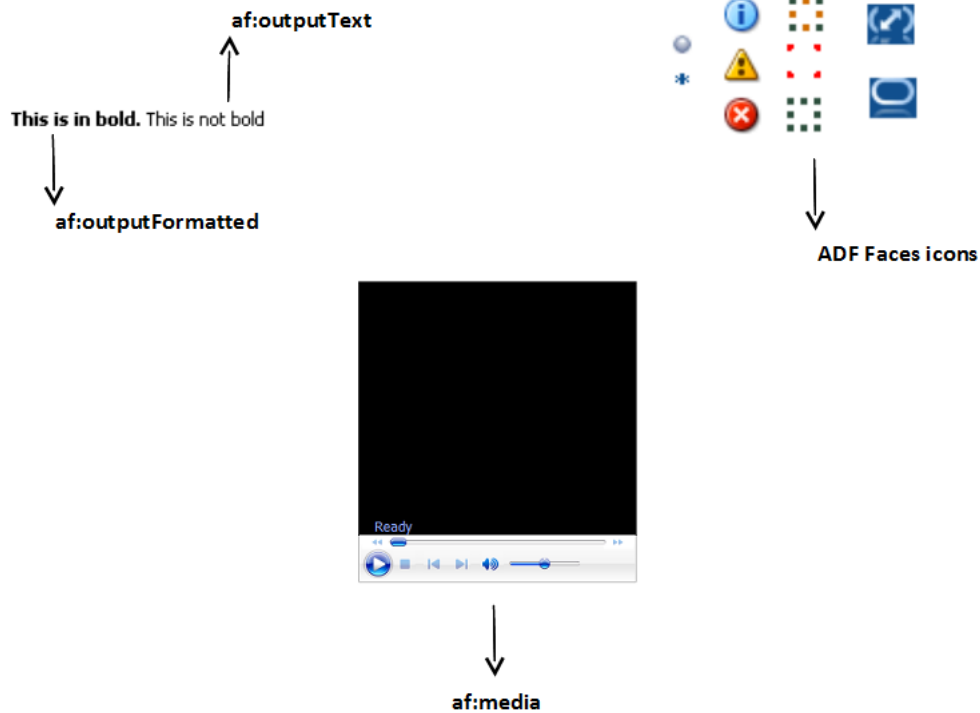 af:outputText
This is in bold. This is not bold
af:outputFormatted
ADF Faces icons
Ready
af:media